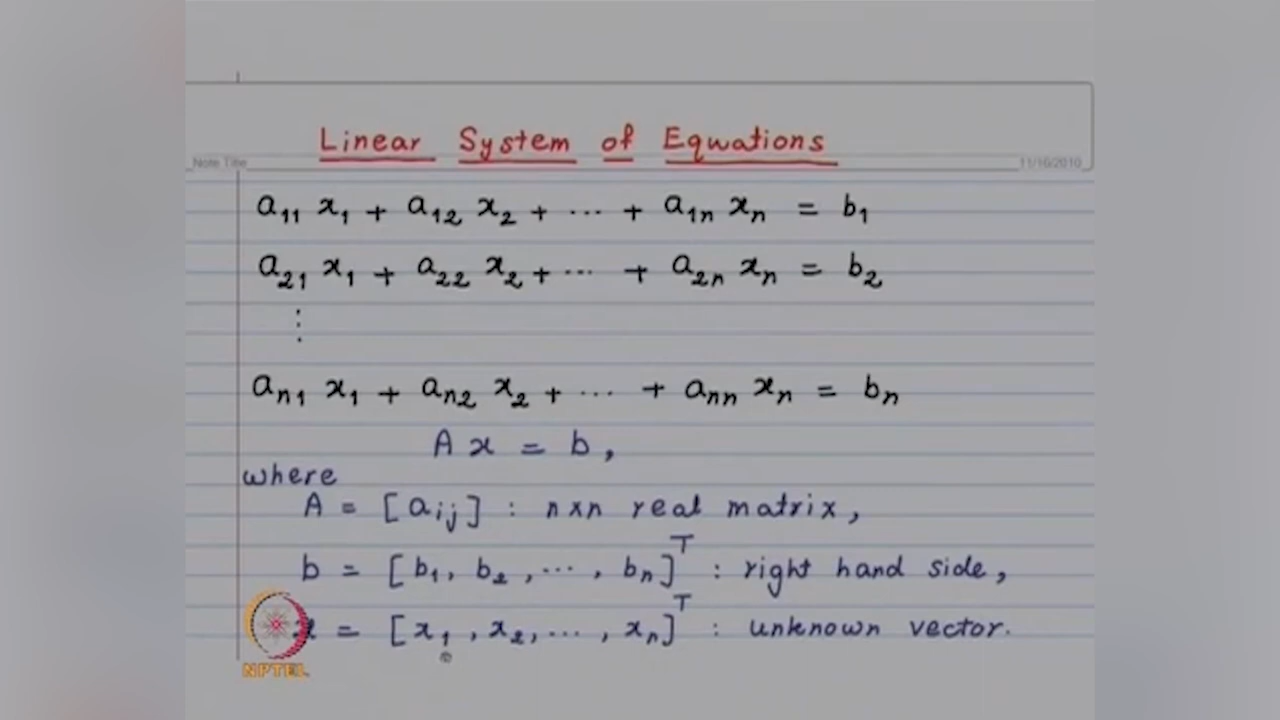 Linear System of Equations
Note Title 11/16/2010
a₁₁ x₁ + a₁₂ x₂ + ... + a₁ₙ xₙ = b₁
a₂₁ x₁ + a₂₂ x₂ + ... + a₂ₙ xₙ = b₂
⋮
aₙ₁ x₁ + aₙ₂ x₂ + ... + aₙₙ xₙ = bₙ
A x = b,
where
A = [aᵢⱼ] : n×n real matrix,
b = [b₁, b₂, ..., bₙ]ᵀ : right hand side,
x = [x₁, x₂, ..., xₙ]ᵀ : unknown vector.
NPTEL